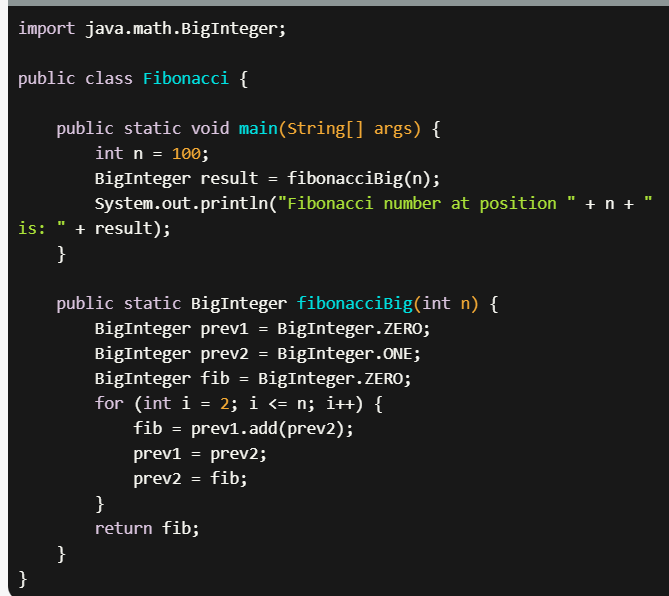 import java.math.BigInteger;
public class Fibonacci {
public static void main(String[] args) {
int n = 100;
BigInteger result = fibonacciBig(n);
System.out.println("Fibonacci number at position " + n + "
is: " + result);
}
public static BigInteger fibonacciBig(int n) {
BigInteger prev1 = BigInteger.ZERO;
BigInteger prev2 = BigInteger.ONE;
BigInteger fib = BigInteger.ZERO;
for (int i = 2; i <= n; i++) {
fib = prev1.add(prev2);
prev1 = prev2;
prev2 = fib;
}
return fib;
}
}